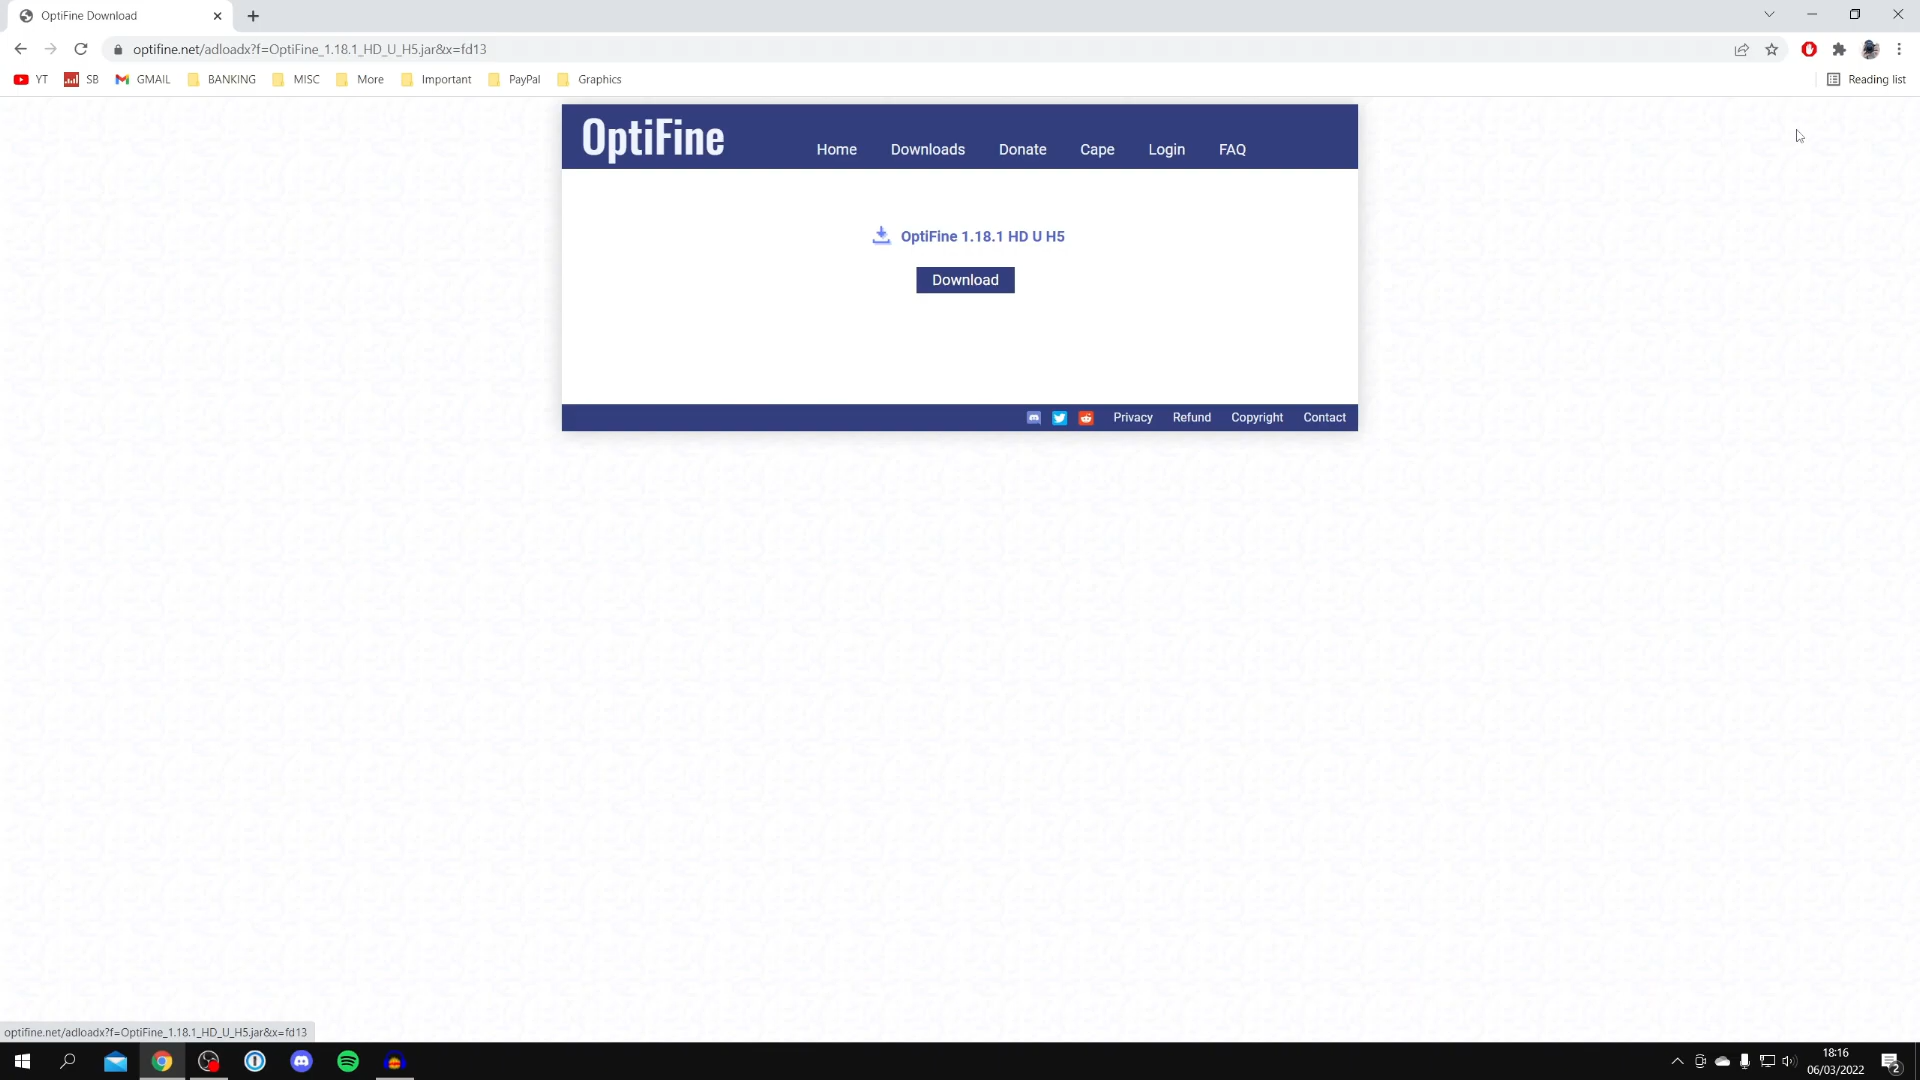 OptiFine Download
optifine.net/adloadx?f=OptiFine_1.18.1_HD_U_H5.jar&x=fd13
YT SB GMAIL BANKING MISC More Important PayPal Graphics Reading list
OptiFine
Home Downloads Donate Cape Login FAQ
OptiFine 1.18.1 HD U H5
Download
Privacy Refund Copyright Contact
optifine.net/adloadx?f=OptiFine_1.18.1_HD_U_H5.jar&x=fd13
18:16
06/03/2022
2